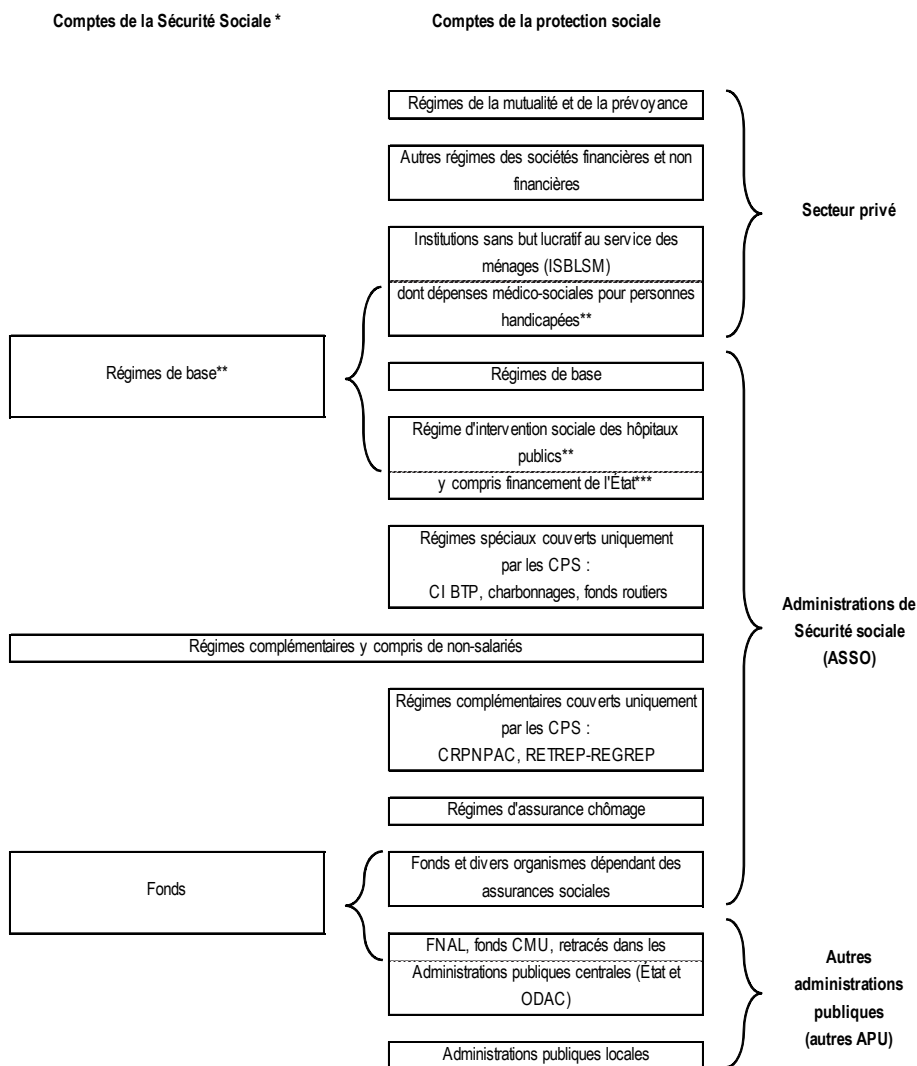 Comptes de la Sécurité Sociale *
Comptes de la protection sociale
Régimes de la mutualité et de la prévoyance
Autres régimes des sociétés financières et non
financières
Secteur privé
Institutions sans but lucratif au service des
ménages (ISBLSM)
dont dépenses médico-sociales pour personnes
handicapées**
Régimes de base**
Régimes de base
Régime d'intervention sociale des hôpitaux
publics**
y compris financement de l'État***
Régimes spéciaux couverts uniquement
par les CPS :
CI BTP, charbonnages, fonds routiers
Administrations de
Sécurité sociale
(ASSO)
Régimes complémentaires y compris de non-salariés
Régimes complémentaires couverts uniquement
par les CPS :
CRPNPAC, RETREP-REGREP
Régimes d'assurance chômage
Fonds
Fonds et divers organismes dépendant des
assurances sociales
FNAL, fonds CMU, retracés dans les
Administrations publiques centrales (État et
ODAC)
Autres
administrations
publiques
(autres APU)
Administrations publiques locales